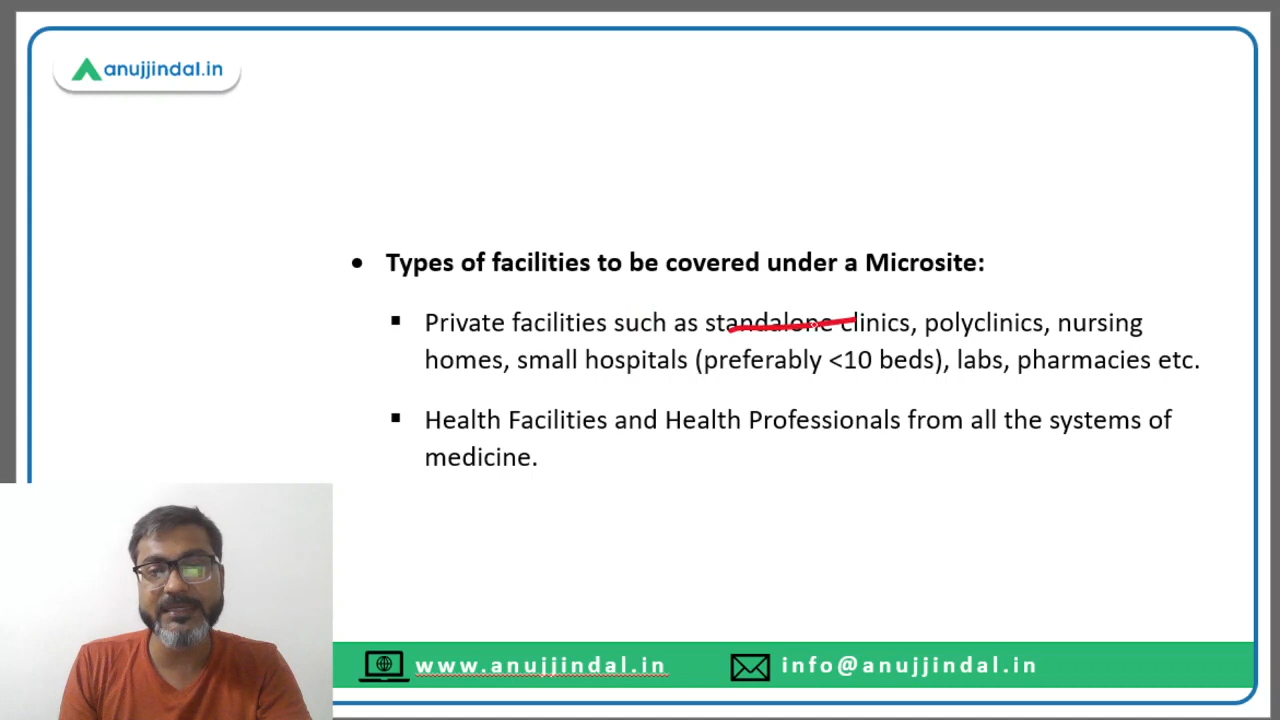 anujjindal.in
• Types of facilities to be covered under a Microsite:
▪ Private facilities such as standalone clinics, polyclinics, nursing
homes, small hospitals (preferably <10 beds), labs, pharmacies etc.
▪ Health Facilities and Health Professionals from all the systems of
medicine.
www.anujjindal.in
info@anujjindal.in